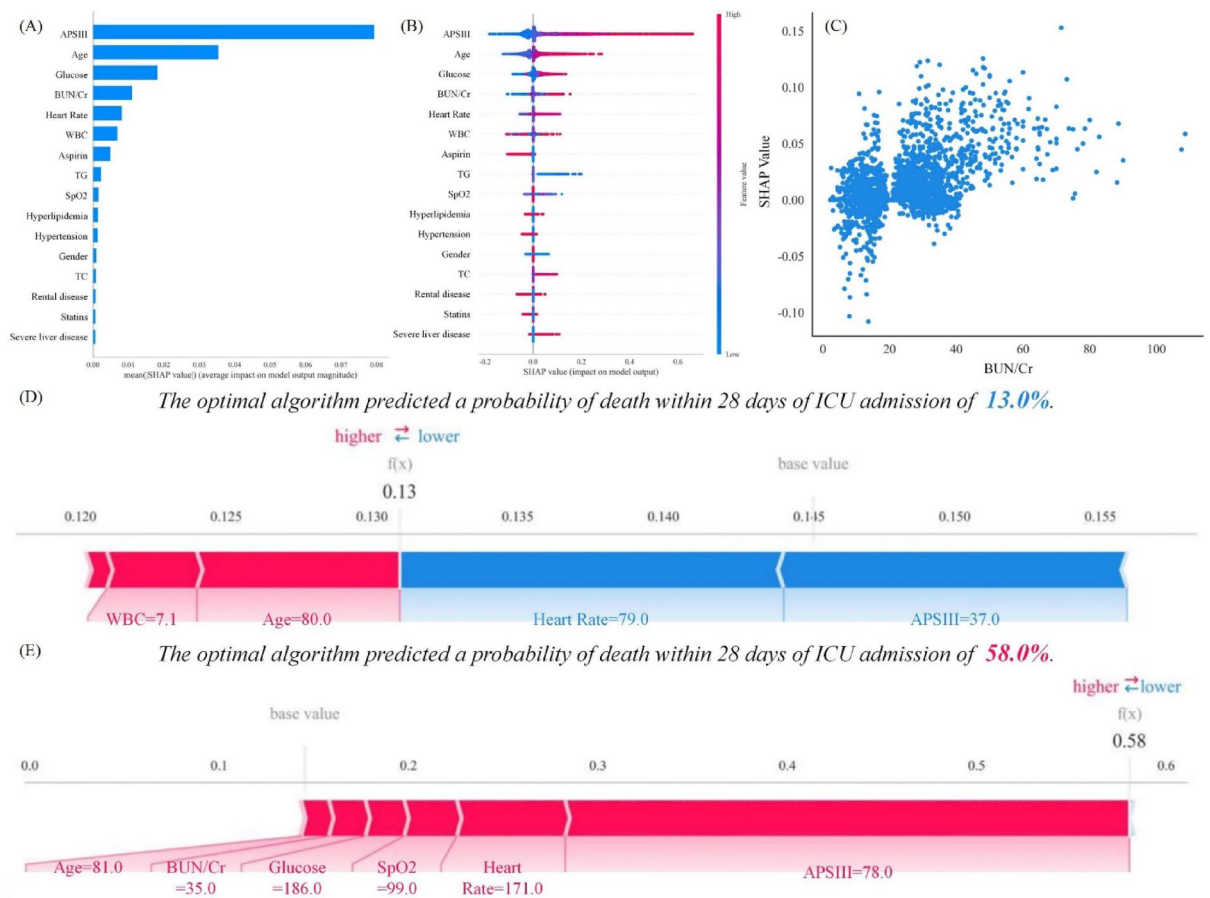 (A)
APSIII
Age
Glucose
BUN/Cr
Heart Rate
WBC
Aspirin
TG
SpO2
Hyperlipidemia
Hypertension
Gender
TC
Rental disease
Statins
Severe liver disease
0.00 0.01 0.02 0.03 0.04 0.05 0.06 0.07 0.08
mean(|SHAP value|) (average impact on model output magnitude)
(B)
High
APSIII
Age
Glucose
BUN/Cr
Heart Rate
WBC
Aspirin
TG
SpO2
Hyperlipidemia
Hypertension
Gender
TC
Rental disease
Statins
Severe liver disease
Feature value
Low
-0.2 0.0 0.2 0.4 0.6
SHAP value (impact on model output)
(C)
0.15
0.10
0.05
0.00
-0.05
-0.10
SHAP Value
0 20 40 60 80 100
BUN/Cr
(D)
The optimal algorithm predicted a probability of death within 28 days of ICU admission of 13.0%.
higher ⇄ lower
f(x)
base value
0.13
0.120 0.125 0.130 0.135 0.140 0.145 0.150 0.155
WBC=7.1 Age=80.0 Heart Rate=79.0 APSIII=37.0
(E)
The optimal algorithm predicted a probability of death within 28 days of ICU admission of 58.0%.
higher ⇄ lower
base value
f(x)
0.58
0.0 0.1 0.2 0.3 0.4 0.5 0.6
Age=81.0 BUN/Cr Glucose SpO2 Heart APSIII=78.0
=35.0 =186.0 =99.0 Rate=171.0